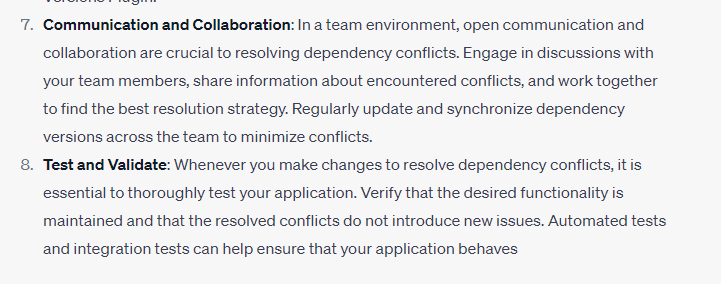 versions Plugin.
7. Communication and Collaboration: In a team environment, open communication and
collaboration are crucial to resolving dependency conflicts. Engage in discussions with
your team members, share information about encountered conflicts, and work together
to find the best resolution strategy. Regularly update and synchronize dependency
versions across the team to minimize conflicts.
8. Test and Validate: Whenever you make changes to resolve dependency conflicts, it is
essential to thoroughly test your application. Verify that the desired functionality is
maintained and that the resolved conflicts do not introduce new issues. Automated tests
and integration tests can help ensure that your application behaves